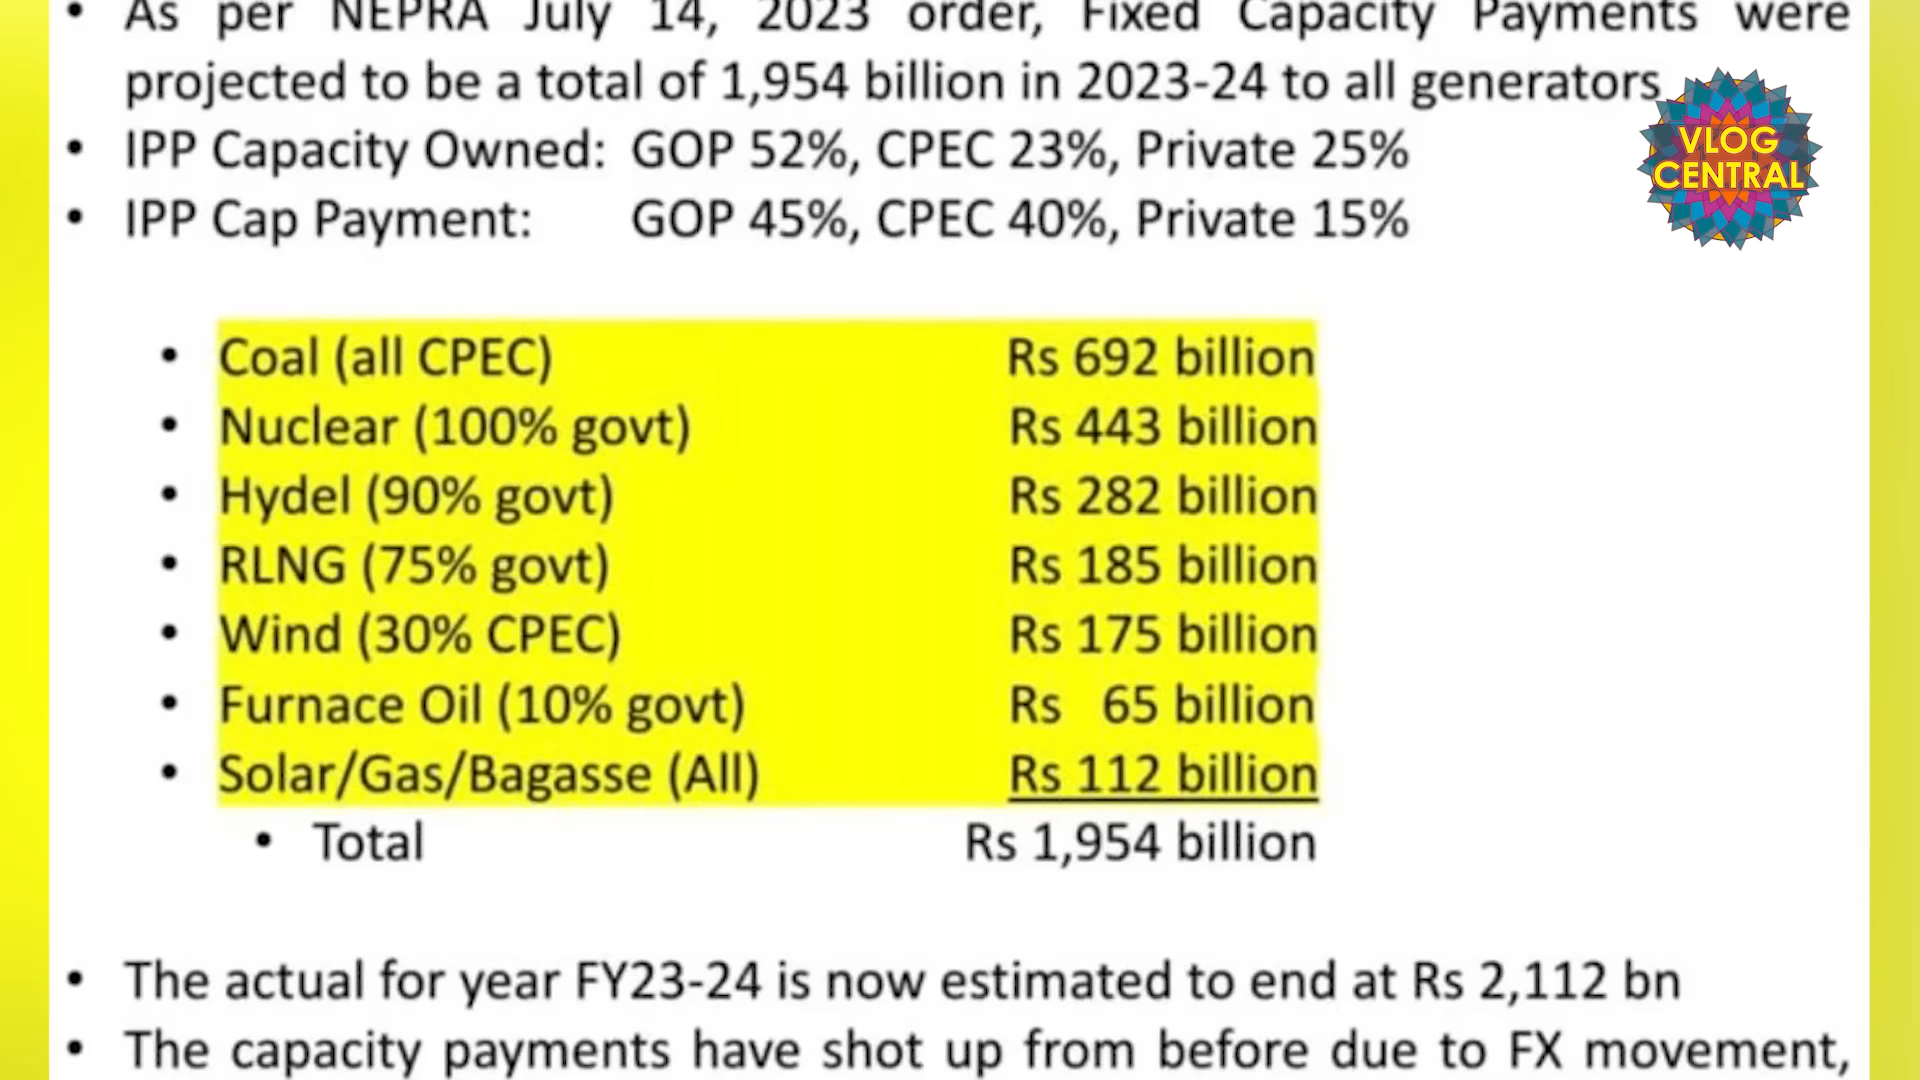 • As per NEPRA July 14, 2023 order, Fixed Capacity Payments were
projected to be a total of 1,954 billion in 2023-24 to all generators
VLOG
CENTRAL
• IPP Capacity Owned: GOP 52%, CPEC 23%, Private 25%
• IPP Cap Payment: GOP 45%, CPEC 40%, Private 15%
• Coal (all CPEC) Rs 692 billion
• Nuclear (100% govt) Rs 443 billion
• Hydel (90% govt) Rs 282 billion
• RLNG (75% govt) Rs 185 billion
• Wind (30% CPEC) Rs 175 billion
• Furnace Oil (10% govt) Rs 65 billion
• Solar/Gas/Bagasse (All) Rs 112 billion
• Total Rs 1,954 billion
• The actual for year FY23-24 is now estimated to end at Rs 2,112 bn
• The capacity payments have shot up from before due to FX movement,